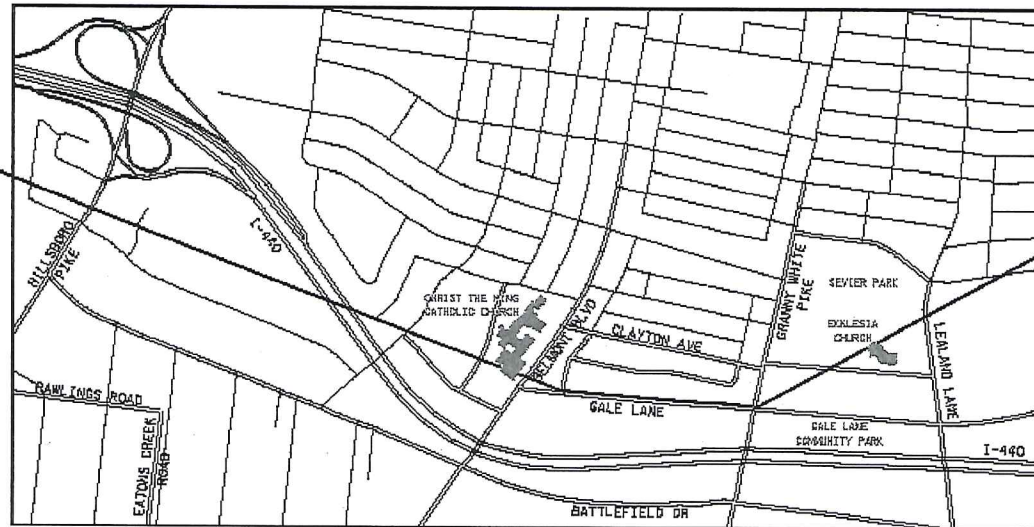 HILLSBORO
PIKE
I-440
CHRIST THE KING
CATHOLIC CHURCH
BELMONT BLVD
CLAYTON AVE
GRANNY WHITE
PIKE
SEVIER PARK
EKKLESIA
CHURCH
LEALAND LANE
RAWLINGS ROAD
EATONS CREEK
ROAD
GALE LANE
GALE LANE
COMMUNITY PARK
I-440
BATTLEFIELD DR